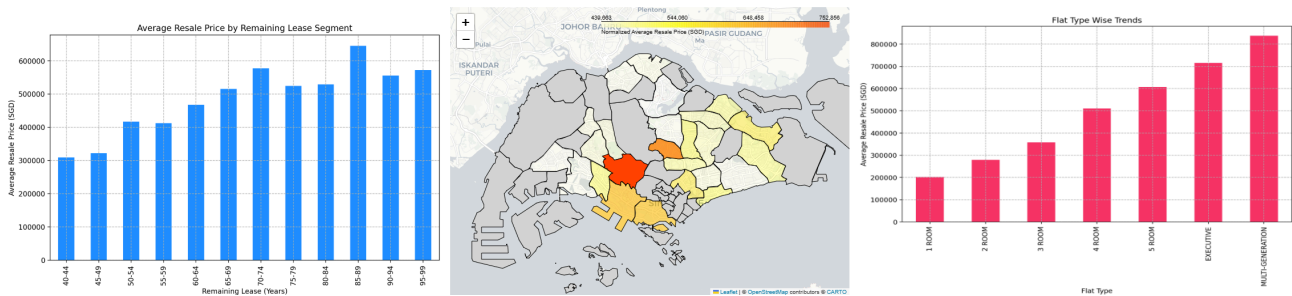 Average Resale Price by Remaining Lease Segment
Average Resale Price (SGD)
600000
500000
400000
300000
200000
100000
0
40-44
45-49
50-54
55-59
60-64
65-69
70-74
75-79
80-84
85-89
90-94
95-99
Remaining Lease (Years)
+
−
Plentong
JOHOR BAHRU
PASIR GUDANG
Pulai
ISKANDAR
PUTERI
439,663
544,060
648,458
752,856
Normalized Average Resale Price (SGD)
Leaflet | © OpenStreetMap contributors © CARTO
Flat Type Wise Trends
Average Resale Price (SGD)
800000
700000
600000
500000
400000
300000
200000
100000
0
1 ROOM
2 ROOM
3 ROOM
4 ROOM
5 ROOM
EXECUTIVE
MULTI-GENERATION
Flat Type